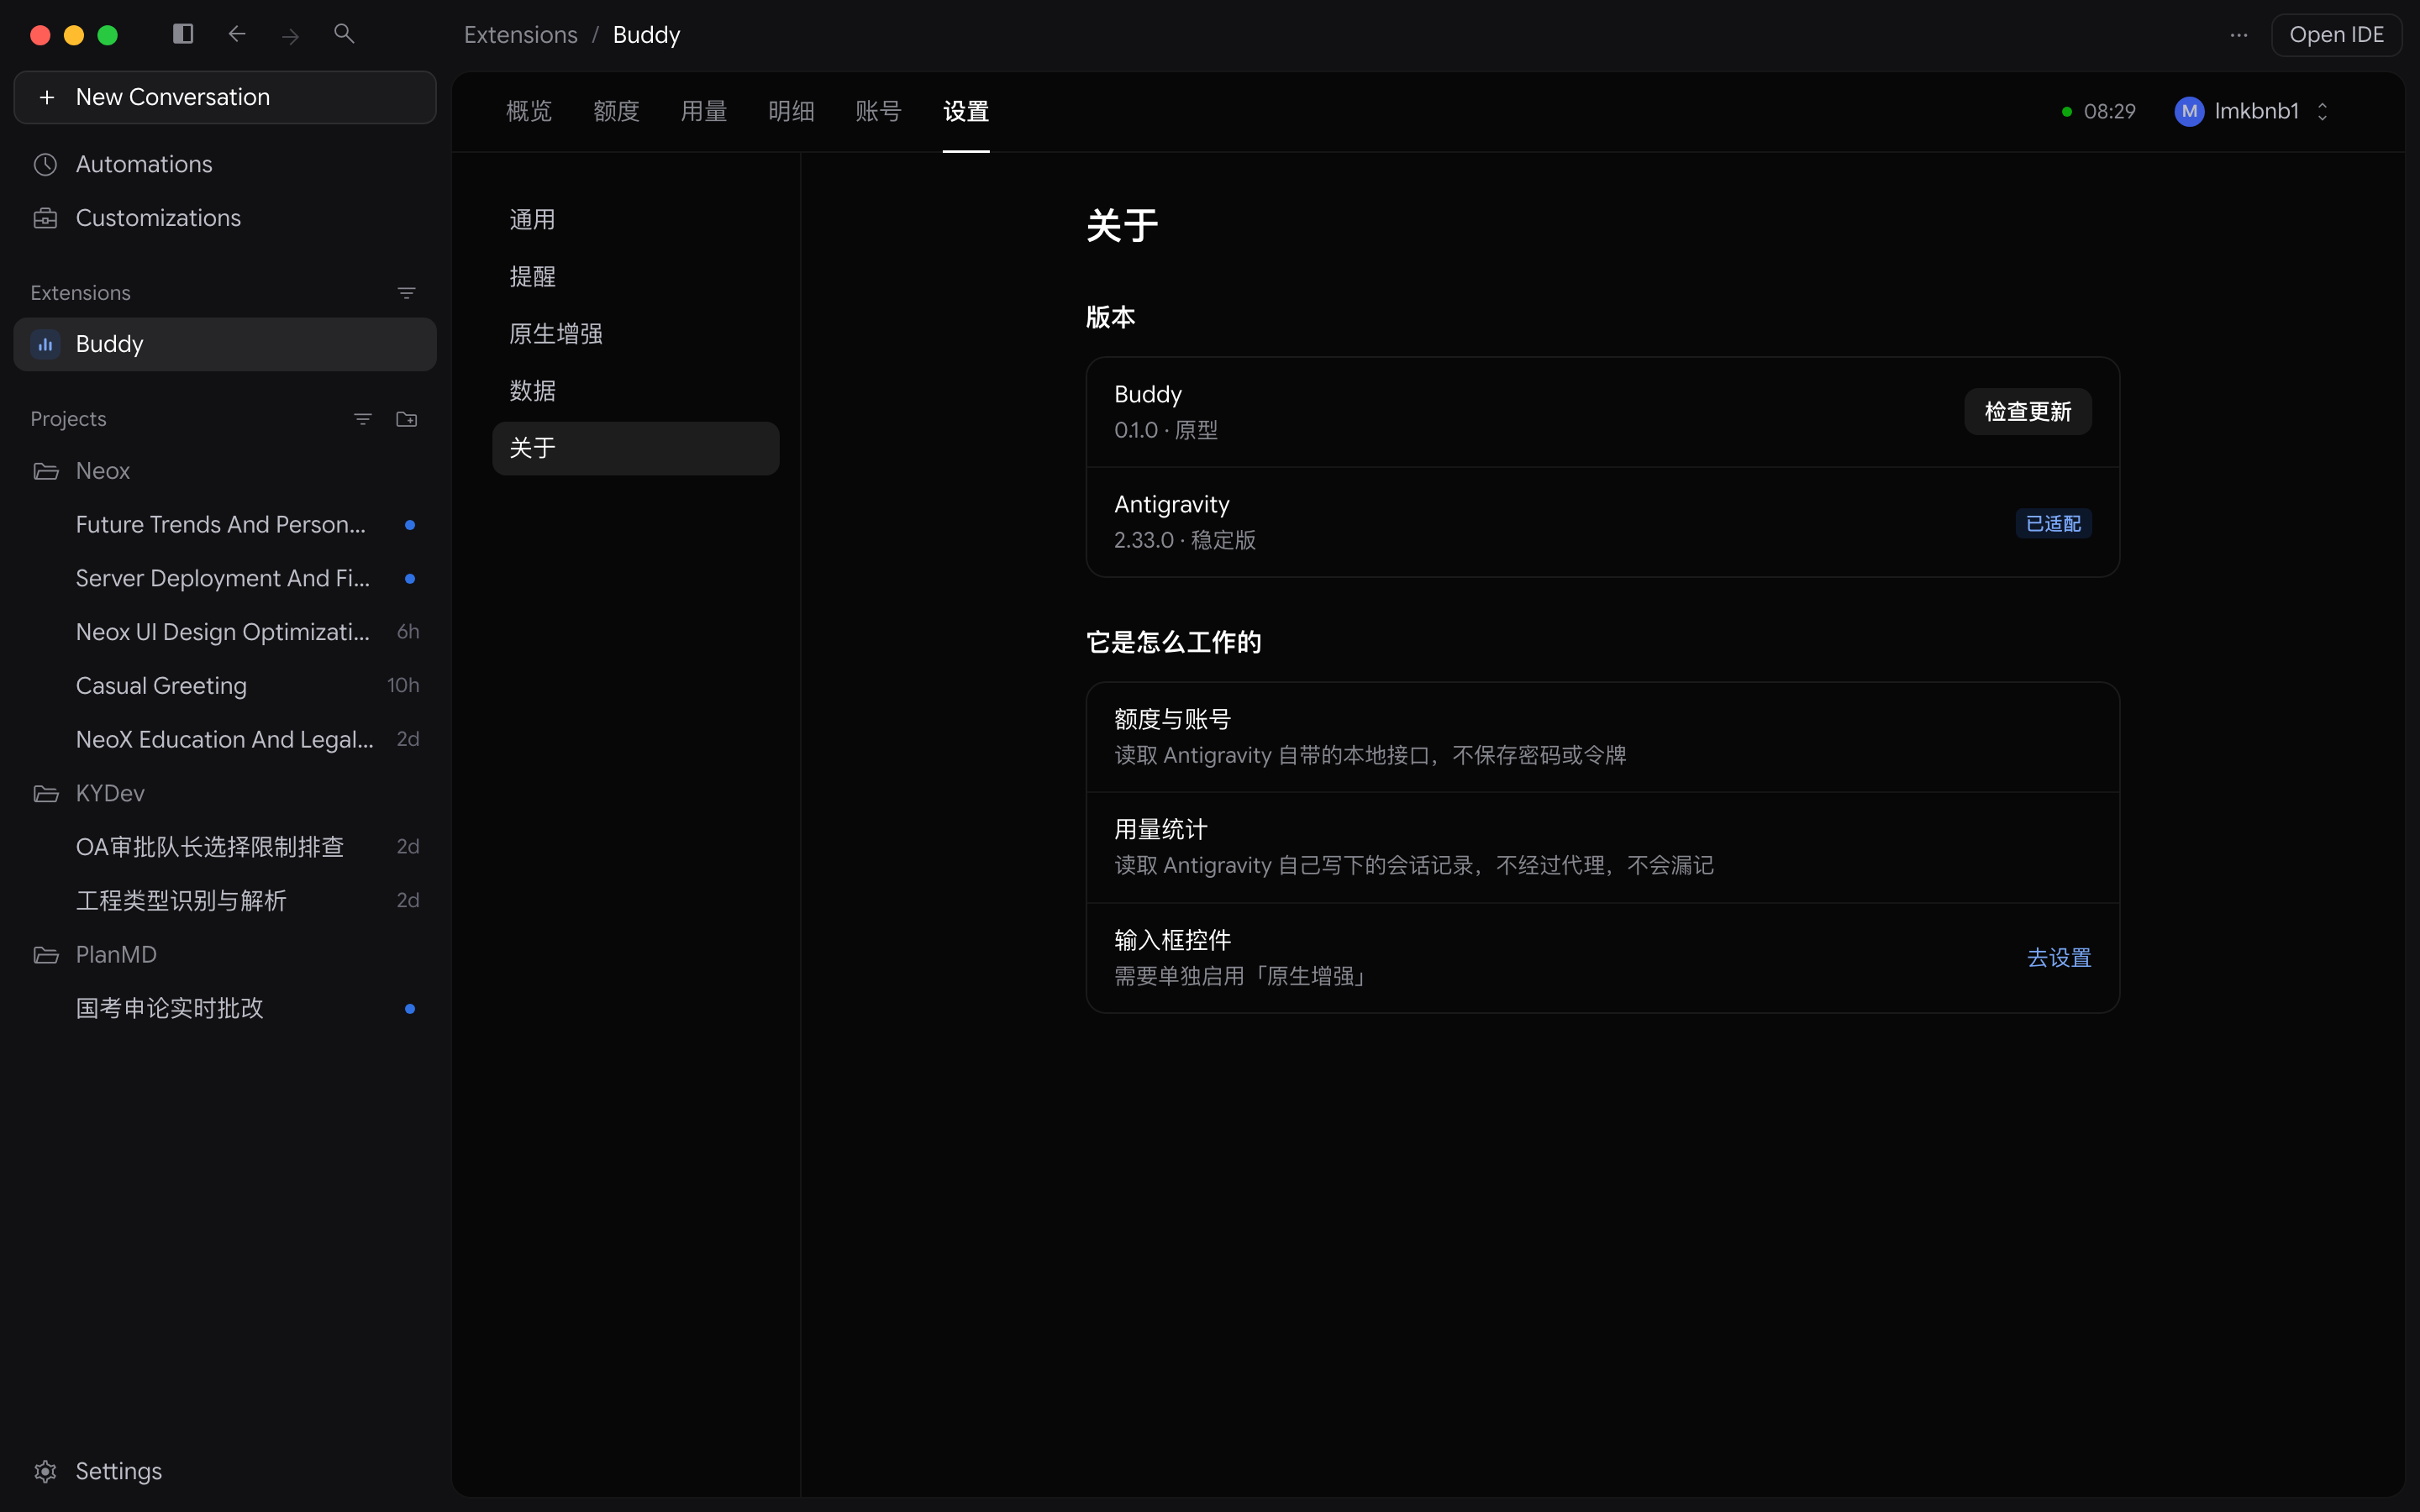 Extensions / Buddy
Open IDE
New Conversation
Automations
Customizations
Extensions
Buddy
Projects
Neox
Future Trends And Person...
Server Deployment And Fi...
Neox UI Design Optimizati... 6h
Casual Greeting 10h
NeoX Education And Legal... 2d
KYDev
OA审批队长选择限制排查 2d
工程类型识别与解析 2d
PlanMD
国考申论实时批改
Settings
概览 额度 用量 明细 账号 设置
08:29 M lmkbnb1
通用
提醒
原生增强
数据
关于
关于
版本
Buddy
0.1.0 · 原型
检查更新
Antigravity
2.33.0 · 稳定版
已适配
它是怎么工作的
额度与账号
读取 Antigravity 自带的本地接口，不保存密码或令牌
用量统计
读取 Antigravity 自己写下的会话记录，不经过代理，不会漏记
输入框控件
需要单独启用「原生增强」
去设置